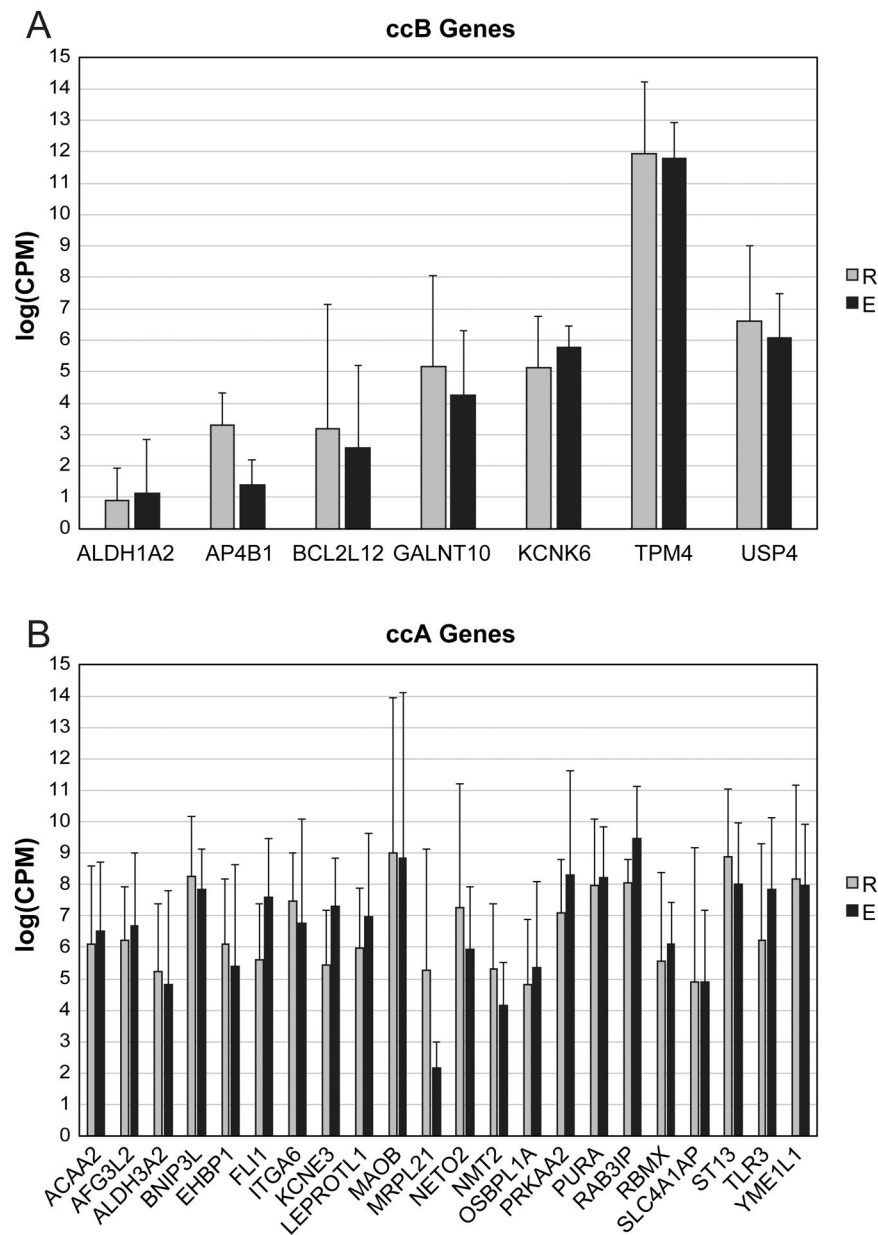 A
ccB Genes
15
14
13
12
11
10
9
8
7
6
5
4
3
2
1
0
log(CPM)
ALDH1A2 AP4B1 BCL2L12 GALNT10 KCNK6 TPM4 USP4
R
E
B
ccA Genes
15
14
13
12
11
10
9
8
7
6
5
4
3
2
1
0
log(CPM)
ACAA2
AFG3L2
ALDH3A2
BNIP3L
EHBP1
FLI1
ITGA6
KCNE3
LEPROTL1
MAOB
MRPL21
NETO2
NMT2
OSBPL1A
PRKAA2
PURA
RAB3IP
RBMX
SLC4A1AP
ST13
TLR3
YME1L1
R
E